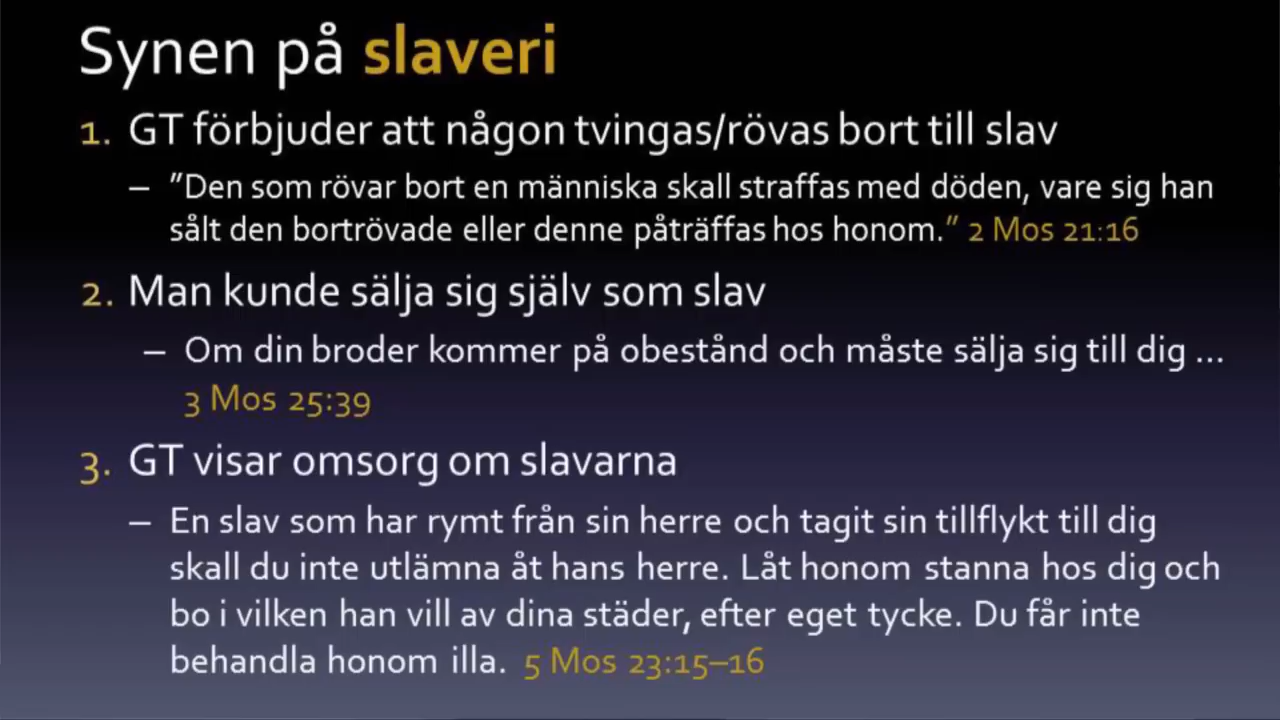 Synen på slaveri
1. GT förbjuder att någon tvingas/rövas bort till slav
– ”Den som rövar bort en människa skall straffas med döden, vare sig han
sålt den bortrövade eller denne påträffas hos honom.” 2 Mos 21:16
2. Man kunde sälja sig själv som slav
– Om din broder kommer på obestånd och måste sälja sig till dig ...
3 Mos 25:39
3. GT visar omsorg om slavarna
– En slav som har rymt från sin herre och tagit sin tillflykt till dig
skall du inte utlämna åt hans herre. Låt honom stanna hos dig och
bo i vilken han vill av dina städer, efter eget tycke. Du får inte
behandla honom illa. 5 Mos 23:15–16